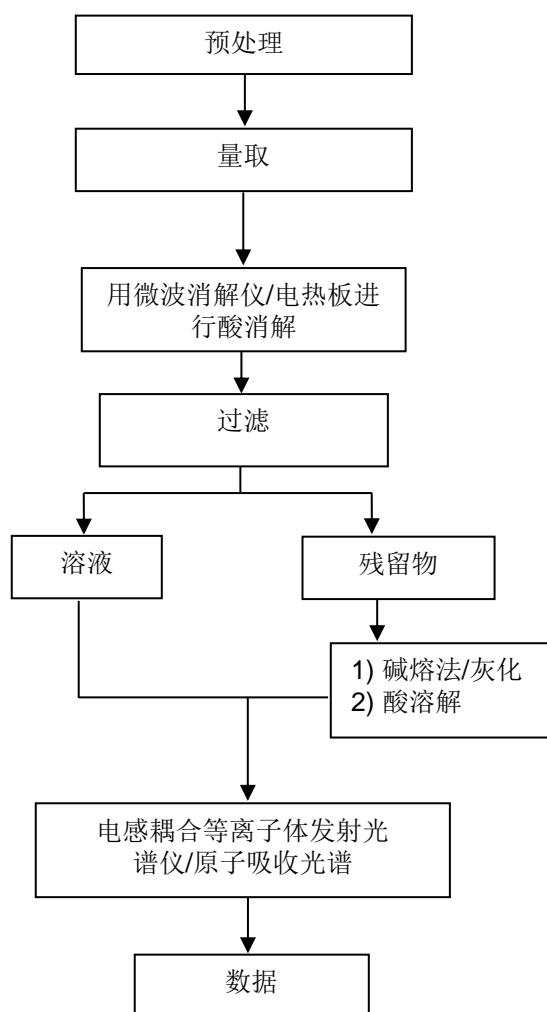 预处理
量取
用微波消解仪/电热板进
行酸消解
过滤
溶液
残留物
1) 碱熔法/灰化
2) 酸溶解
电感耦合等离子体发射光
谱仪/原子吸收光谱
数据